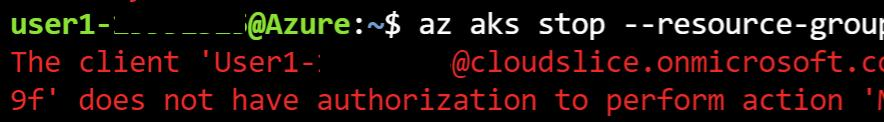 user1-@Azure:~$ az aks stop --resource-group
The client 'User1- @cloudslice.onmicrosoft.co
9f' does not have authorization to perform action 'M